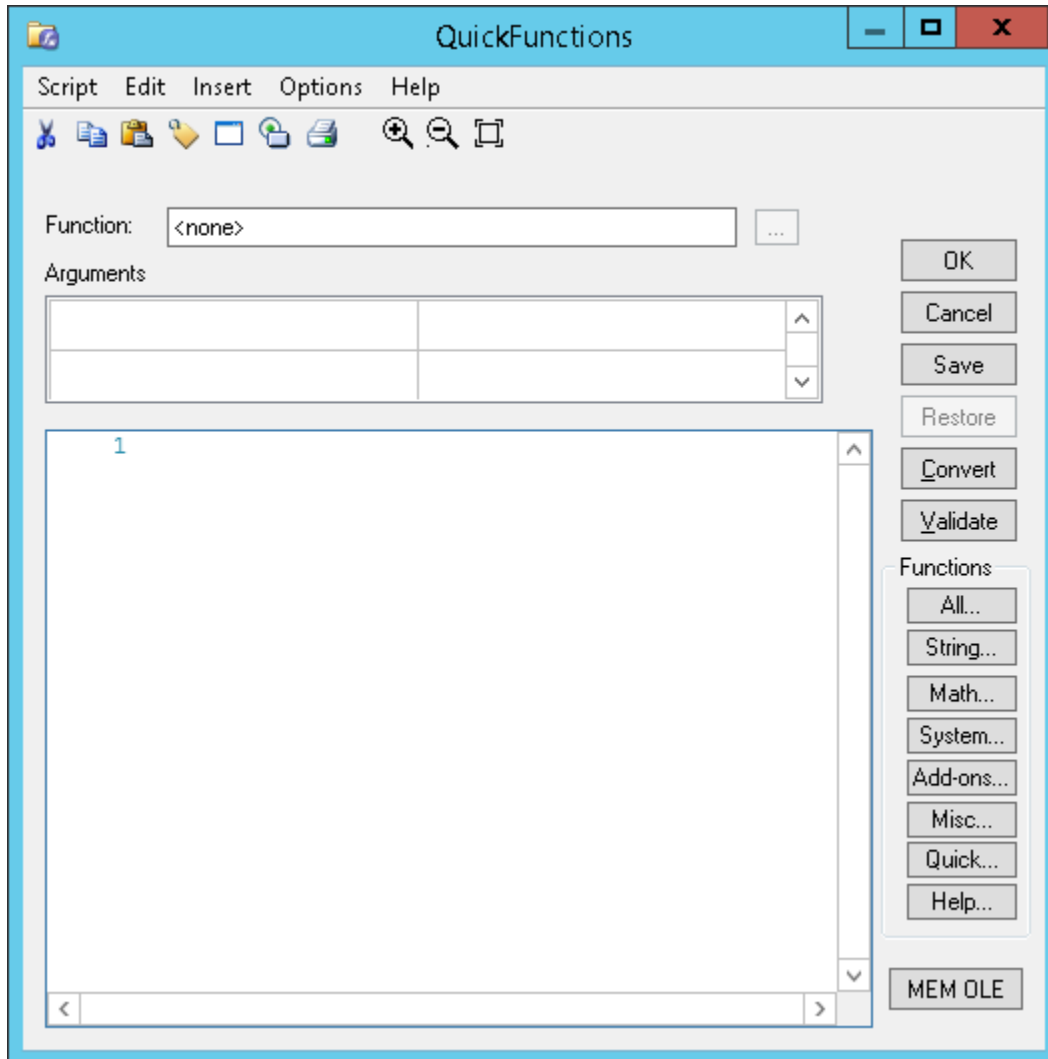 QuickFunctions
Script Edit Insert Options Help
Function: <none> ...
Arguments
OK
Cancel
Save
Restore
Convert
Validate
1
Functions
All...
String...
Math...
System...
Add-ons...
Misc...
Quick...
Help...
MEM OLE